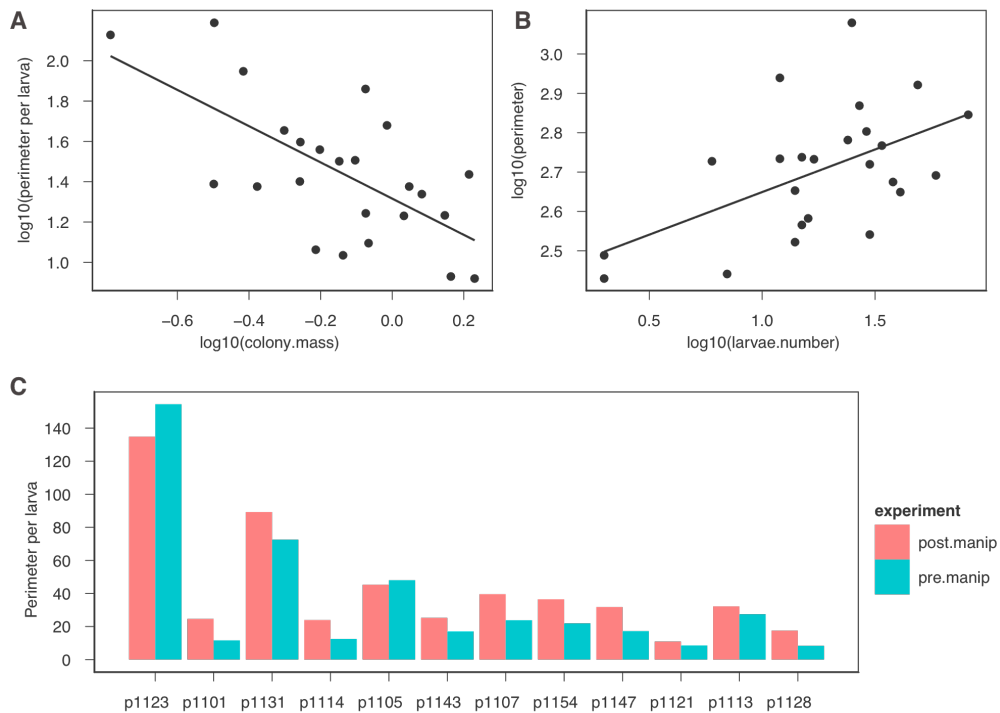 A
log10(perimeter per larva)
2.0
1.8
1.6
1.4
1.2
1.0
−0.6 −0.4 −0.2 0.0 0.2
log10(colony.mass)
B
log10(perimeter)
3.0
2.9
2.8
2.7
2.6
2.5
0.5 1.0 1.5
log10(larvae.number)
C
Perimeter per larva
140
120
100
80
60
40
20
0
p1123 p1101 p1131 p1114 p1105 p1143 p1107 p1154 p1147 p1121 p1113 p1128
experiment
post.manip
pre.manip